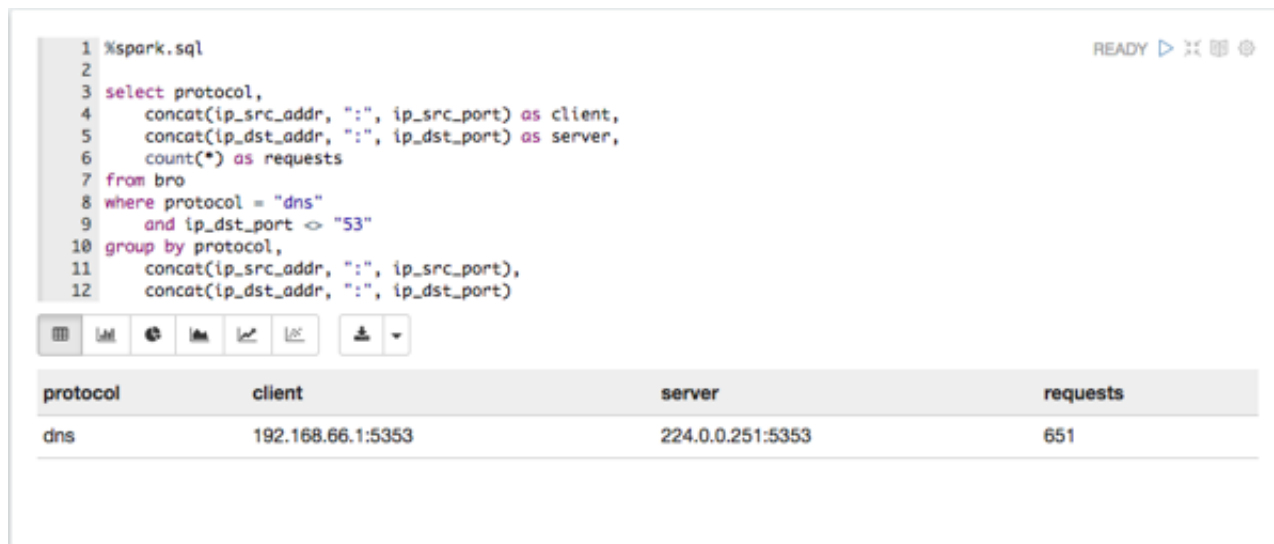 1 %spark.sql
READY
2
3 select protocol,
4     concat(ip_src_addr, ":", ip_src_port) as client,
5     concat(ip_dst_addr, ":", ip_dst_port) as server,
6     count(*) as requests
7 from bro
8 where protocol = "dns"
9     and ip_dst_port <> "53"
10 group by protocol,
11     concat(ip_src_addr, ":", ip_src_port),
12     concat(ip_dst_addr, ":", ip_dst_port)
protocol client server requests
dns 192.168.66.1:5353 224.0.0.251:5353 651